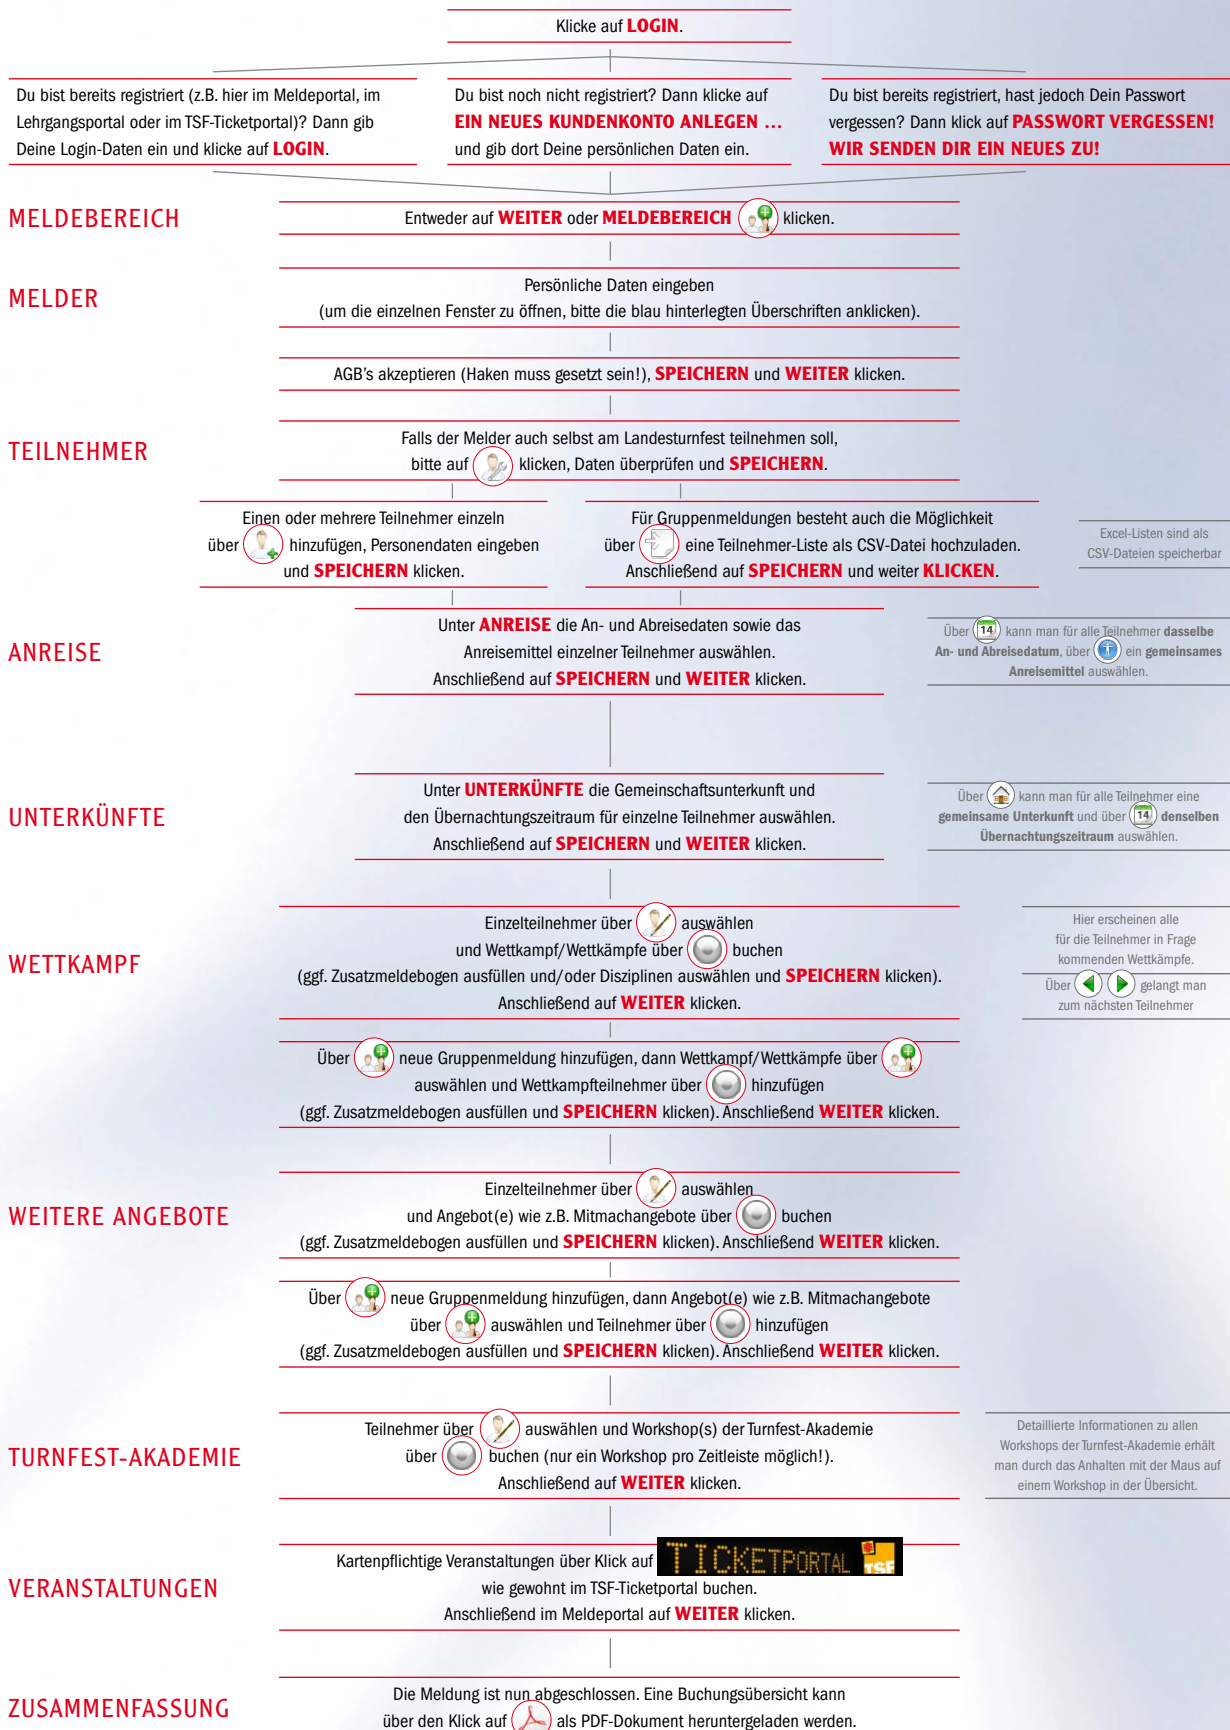 Klicke auf LOGIN.
Du bist bereits registriert (z.B. hier im Meldeportal, im
Lehrgangsportal oder im TSF-Ticketportal)? Dann gib
Deine Login-Daten ein und klicke auf LOGIN.
Du bist noch nicht registriert? Dann klicke auf
EIN NEUES KUNDENKONTO ANLEGEN ...
und gib dort Deine persönlichen Daten ein.
Du bist bereits registriert, hast jedoch Dein Passwort
vergessen? Dann klick auf PASSWORT VERGESSEN!
WIR SENDEN DIR EIN NEUES ZU!
MELDEBEREICH
Entweder auf WEITER oder MELDEBEREICH klicken.
MELDER
Persönliche Daten eingeben
(um die einzelnen Fenster zu öffnen, bitte die blau hinterlegten Überschriften anklicken).
AGB's akzeptieren (Haken muss gesetzt sein!), SPEICHERN und WEITER klicken.
TEILNEHMER
Falls der Melder auch selbst am Landesturnfest teilnehmen soll,
bitte auf klicken, Daten überprüfen und SPEICHERN.
Einen oder mehrere Teilnehmer einzeln
über hinzufügen, Personendaten eingeben
und SPEICHERN klicken.
Für Gruppenmeldungen besteht auch die Möglichkeit
über eine Teilnehmer-Liste als CSV-Datei hochzuladen.
Anschließend auf SPEICHERN und weiter KLICKEN.
Excel-Listen sind als
CSV-Dateien speicherbar
ANREISE
Unter ANREISE die An- und Abreisedaten sowie das
Anreisemittel einzelner Teilnehmer auswählen.
Anschließend auf SPEICHERN und WEITER klicken.
Über 14 kann man für alle Teilnehmer dasselbe
An- und Abreisedatum, über ein gemeinsames
Anreisemittel auswählen.
UNTERKÜNFTE
Unter UNTERKÜNFTE die Gemeinschaftsunterkunft und
den Übernachtungszeitraum für einzelne Teilnehmer auswählen.
Anschließend auf SPEICHERN und WEITER klicken.
Über kann man für alle Teilnehmer eine
gemeinsame Unterkunft und über 14 denselben
Übernachtungszeitraum auswählen.
WETTKAMPF
Einzelteilnehmer über auswählen
und Wettkampf/Wettkämpfe über buchen
(ggf. Zusatzmeldebogen ausfüllen und/oder Disziplinen auswählen und SPEICHERN klicken).
Anschließend auf WEITER klicken.
Hier erscheinen alle
für die Teilnehmer in Frage
kommenden Wettkämpfe.
Über gelangt man
zum nächsten Teilnehmer
Über neue Gruppenmeldung hinzufügen, dann Wettkampf/Wettkämpfe über
auswählen und Wettkampfteilnehmer über hinzufügen
(ggf. Zusatzmeldebogen ausfüllen und SPEICHERN klicken). Anschließend WEITER klicken.
WEITERE ANGEBOTE
Einzelteilnehmer über auswählen
und Angebot(e) wie z.B. Mitmachangebote über buchen
(ggf. Zusatzmeldebogen ausfüllen und SPEICHERN klicken). Anschließend WEITER klicken.
Über neue Gruppenmeldung hinzufügen, dann Angebot(e) wie z.B. Mitmachangebote
über auswählen und Teilnehmer über hinzufügen
(ggf. Zusatzmeldebogen ausfüllen und SPEICHERN klicken). Anschließend WEITER klicken.
TURNFEST-AKADEMIE
Teilnehmer über auswählen und Workshop(s) der Turnfest-Akademie
über buchen (nur ein Workshop pro Zeitleiste möglich!).
Anschließend auf WEITER klicken.
Detaillierte Informationen zu allen
Workshops der Turnfest-Akademie erhält
man durch das Anhalten mit der Maus auf
einem Workshop in der Übersicht.
VERANSTALTUNGEN
Kartenpflichtige Veranstaltungen über Klick auf TICKETPORTAL TSF
wie gewohnt im TSF-Ticketportal buchen.
Anschließend im Meldeportal auf WEITER klicken.
ZUSAMMENFASSUNG
Die Meldung ist nun abgeschlossen. Eine Buchungsübersicht kann
über den Klick auf als PDF-Dokument heruntergeladen werden.